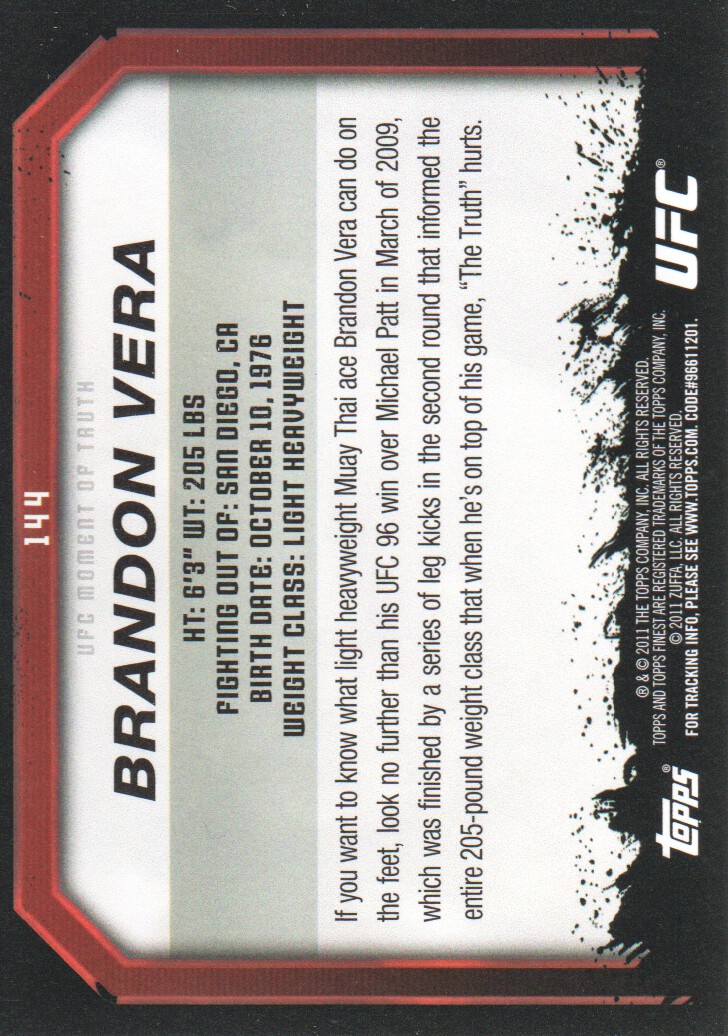 144
UFC MOMENT OF TRUTH
BRANDON VERA
HT: 6'3" WT: 205 LBS
FIGHTING OUT OF: SAN DIEGO, CA
BIRTH DATE: OCTOBER 10, 1976
WEIGHT CLASS: LIGHT HEAVYWEIGHT
If you want to know what light heavyweight Muay Thai ace Brandon Vera can do on
the feet, look no further than his UFC 96 win over Michael Patt in March of 2009,
which was finished by a series of leg kicks in the second round that informed the
entire 205-pound weight class that when he's on top of his game, “The Truth” hurts.
Topps®
® & © 2011 THE TOPPS COMPANY, INC. ALL RIGHTS RESERVED.
TOPPS AND TOPPS FINEST ARE REGISTERED TRADEMARKS OF THE TOPPS COMPANY, INC.
© 2011 ZUFFA, LLC. ALL RIGHTS RESERVED.
FOR TRACKING INFO, PLEASE SEE WWW.TOPPS.COM. CODE#96611201.
UFC®